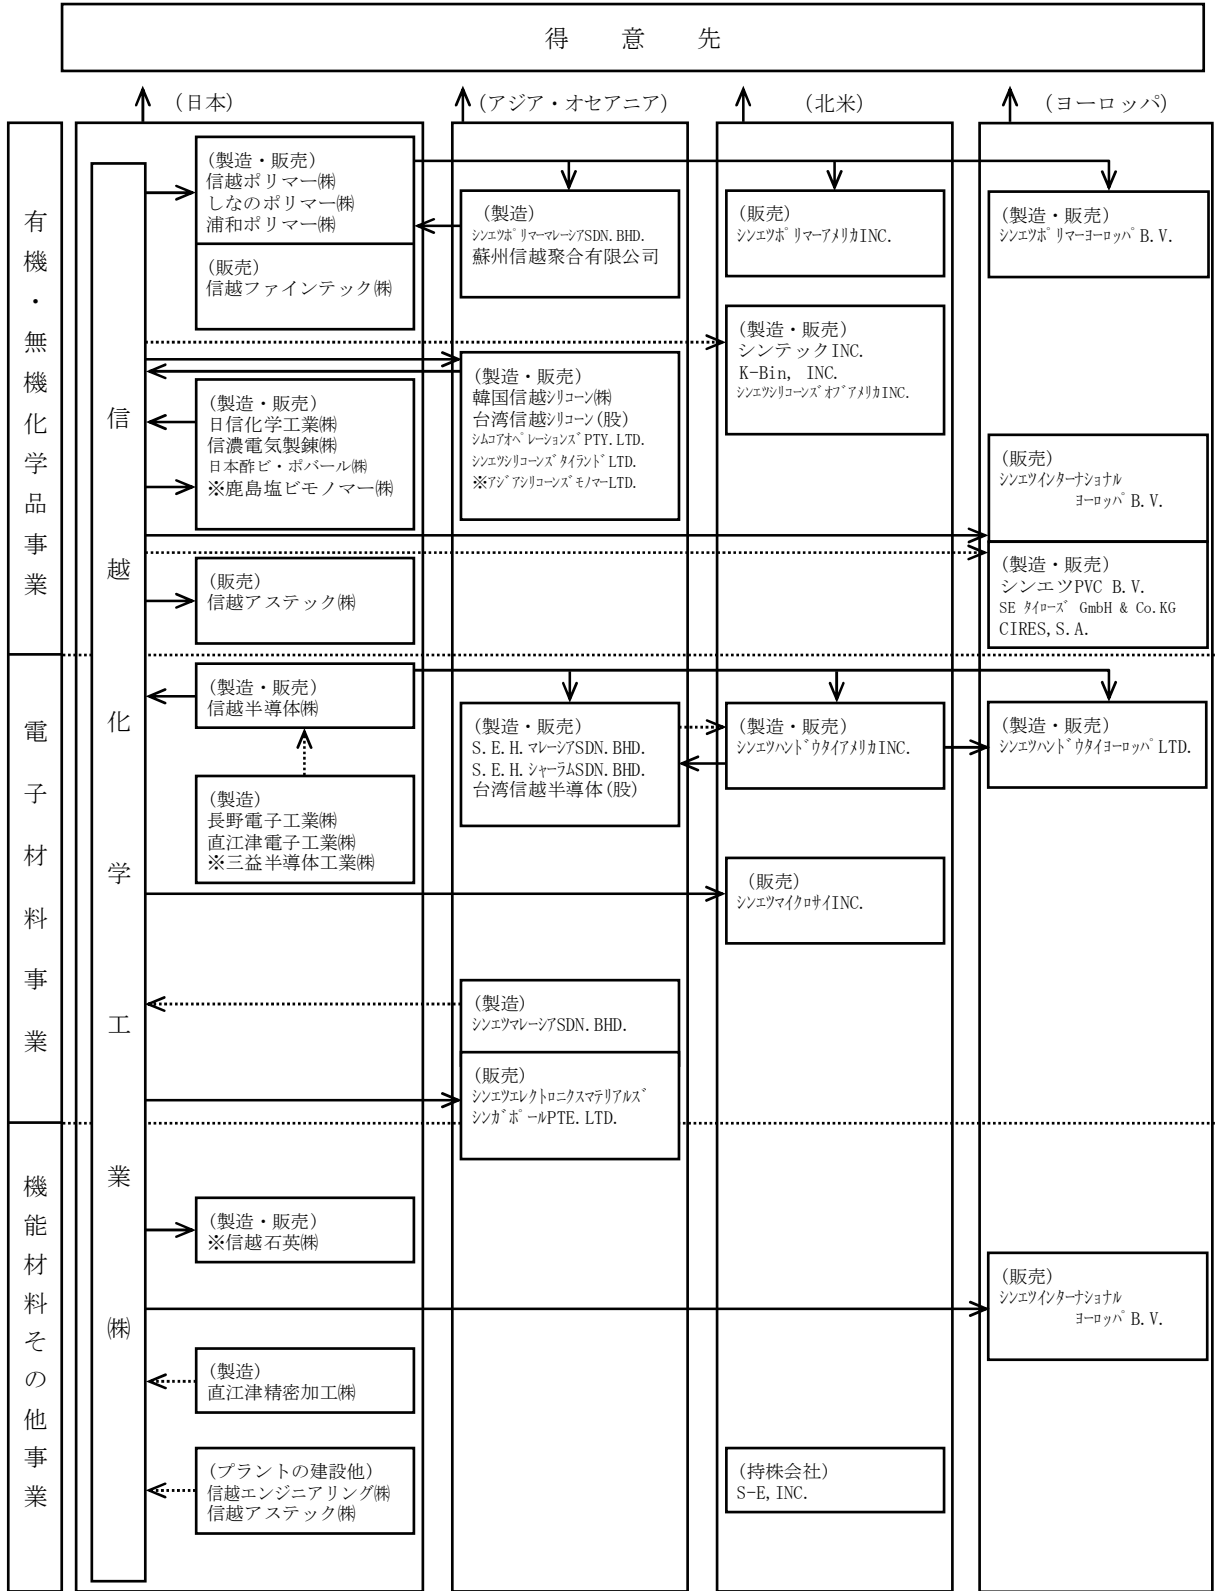 得意先
(日本)
(アジア・オセアニア)
(北米)
(ヨーロッパ)
有機・無機化学品事業
電子材料事業
機能材料その他事業
信越化学工業㈱
(製造・販売)
信越ポリマー㈱
しなのポリマー㈱
浦和ポリマー㈱
(販売)
信越ファインテック㈱
(製造)
シンエツポリマーマレーシアSDN.BHD.
蘇州信越聚合有限公司
(販売)
シンエツポリマーアメリカINC.
(製造・販売)
シンエツポリマーヨーロッパB.V.
(製造・販売)
シンテックINC.
K-Bin, INC.
シンエツシリコーンズオブアメリカINC.
(製造・販売)
日信化学工業㈱
信濃電気製錬㈱
日本酢ビ・ポバール㈱
※鹿島塩ビモノマー㈱
(製造・販売)
韓国信越シリコーン㈱
台湾信越シリコーン(股)
シムコアオペレーションズPTY.LTD.
シンエツシリコーンズタイランドLTD.
※アジアシリコーンズモノマーLTD.
(販売)
シンエツインターナショナル
ヨーロッパB.V.
(製造・販売)
シンエツPVC B.V.
SE タイローズ GmbH & Co.KG
CIRES,S.A.
(販売)
信越アステック㈱
(製造・販売)
信越半導体㈱
(製造)
長野電子工業㈱
直江津電子工業㈱
※三益半導体工業㈱
(製造・販売)
S.E.H.マレーシアSDN.BHD.
S.E.H.シャーラムSDN.BHD.
台湾信越半導体(股)
(製造・販売)
シンエツハンドウタイアメリカINC.
(製造・販売)
シンエツハンドウタイヨーロッパLTD.
(販売)
シンエツマイクロサイINC.
(製造)
シンエツマレーシアSDN.BHD.
(販売)
シンエツエレクトロニクスマテリアルズ
シンガポールPTE.LTD.
(製造・販売)
※信越石英㈱
(販売)
シンエツインターナショナル
ヨーロッパB.V.
(製造)
直江津精密加工㈱
(プラントの建設他)
信越エンジニアリング㈱
信越アステック㈱
(持株会社)
S-E,INC.